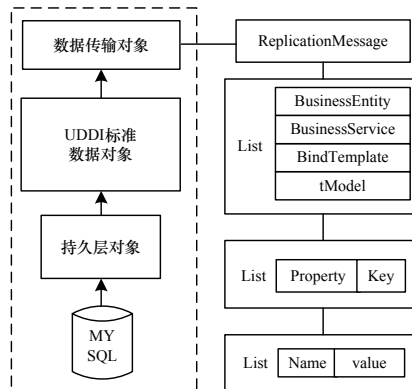 数据传输对象
UDDI标准
数据对象
持久层对象
MY
SQL
ReplicationMessage
List
BusinessEntity
BusinessService
BindTemplate
tModel
List
Property
Key
List
Name
value